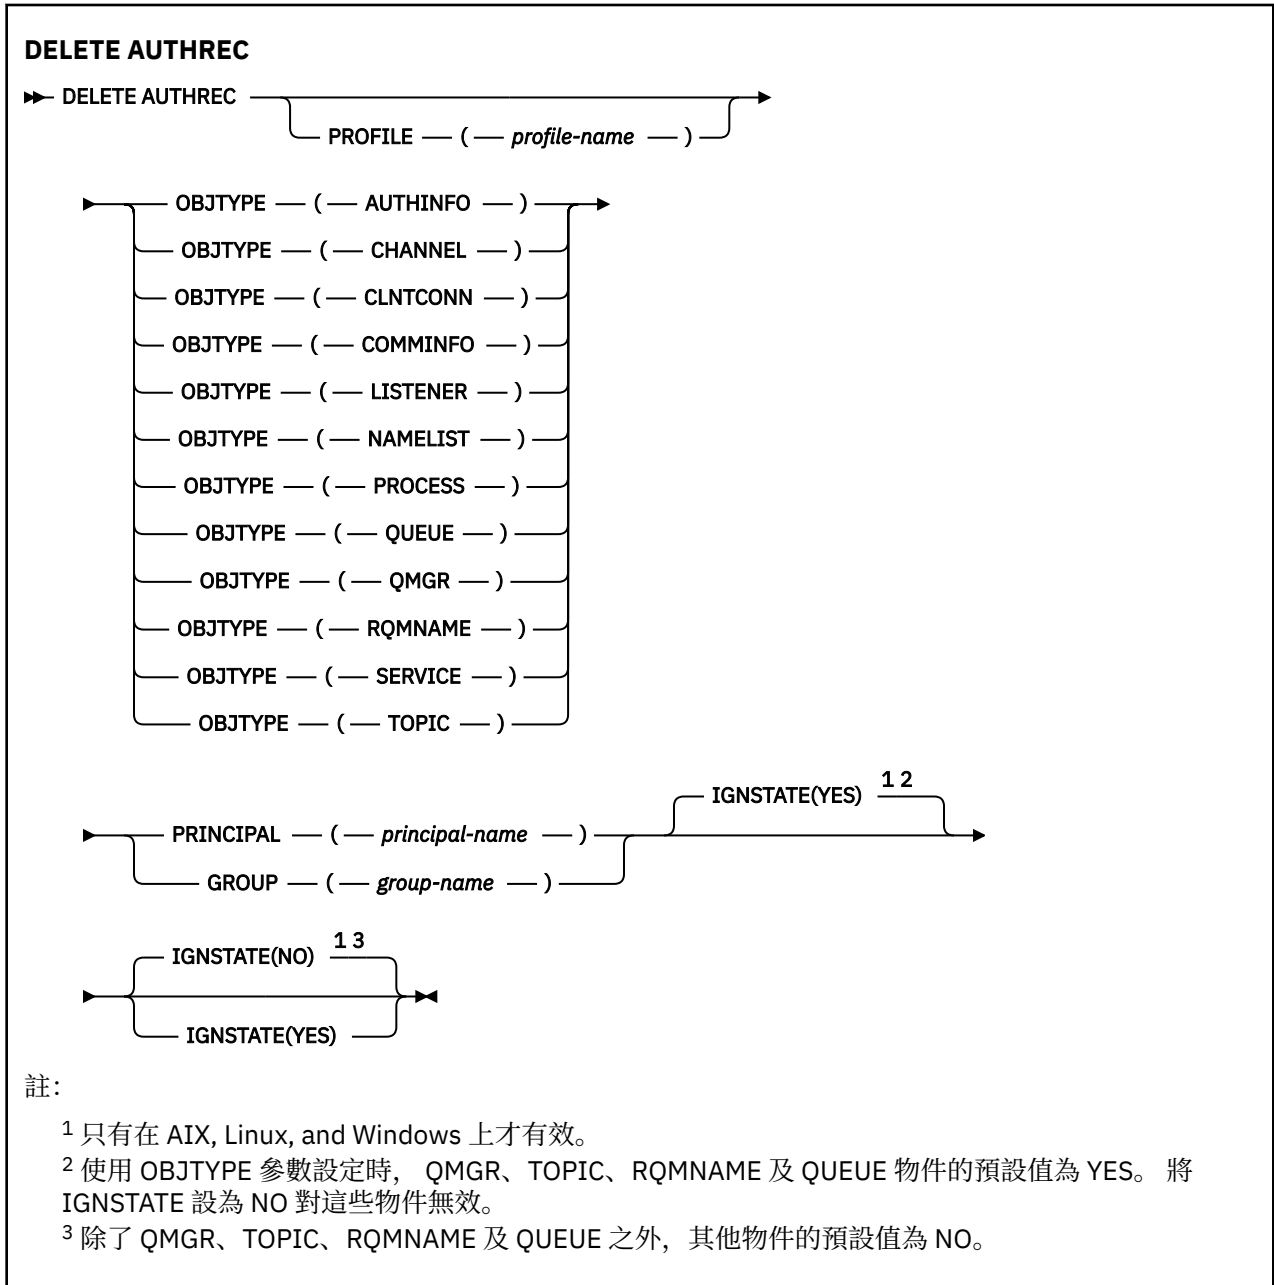 DELETE AUTHREC
DELETE AUTHREC
PROFILE ( profile-name )
OBJTYPE ( AUTHINFO )
OBJTYPE ( CHANNEL )
OBJTYPE ( CLNTCONN )
OBJTYPE ( COMMINFO )
OBJTYPE ( LISTENER )
OBJTYPE ( NAMELIST )
OBJTYPE ( PROCESS )
OBJTYPE ( QUEUE )
OBJTYPE ( QMGR )
OBJTYPE ( RQMNAME )
OBJTYPE ( SERVICE )
OBJTYPE ( TOPIC )
IGNSTATE(YES) 1 2
PRINCIPAL ( principal-name )
GROUP ( group-name )
IGNSTATE(NO) 1 3
IGNSTATE(YES)
註：
1 只有在 AIX, Linux, and Windows 上才有效。
2 使用 OBJTYPE 參數設定時， QMGR、TOPIC、RQMNAME 及 QUEUE 物件的預設值為 YES。 將
IGNSTATE 設為 NO 對這些物件無效。
3 除了 QMGR、TOPIC、RQMNAME 及 QUEUE 之外，其他物件的預設值為 NO。